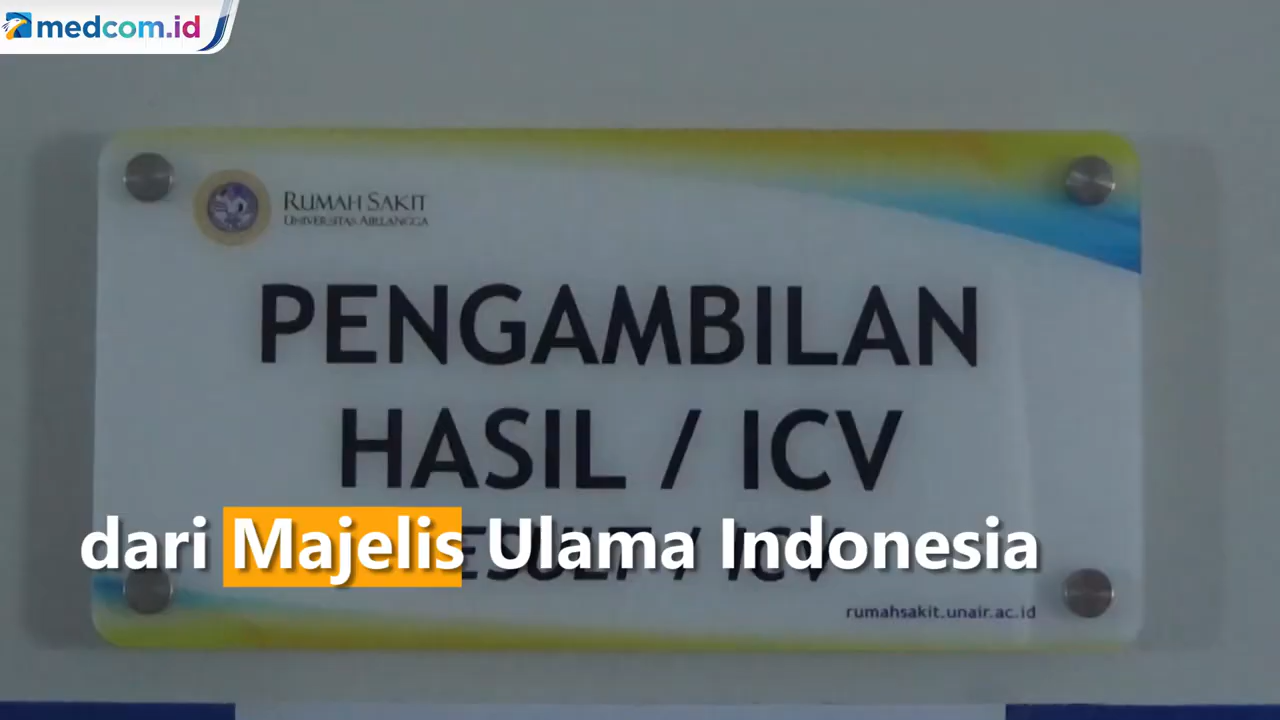 medcom.id
RUMAH SAKIT
UNIVERSITAS AIRLANGGA
PENGAMBILAN
HASIL / ICV
dari Majelis Ulama Indonesia
rumahsakit.unair.ac.id